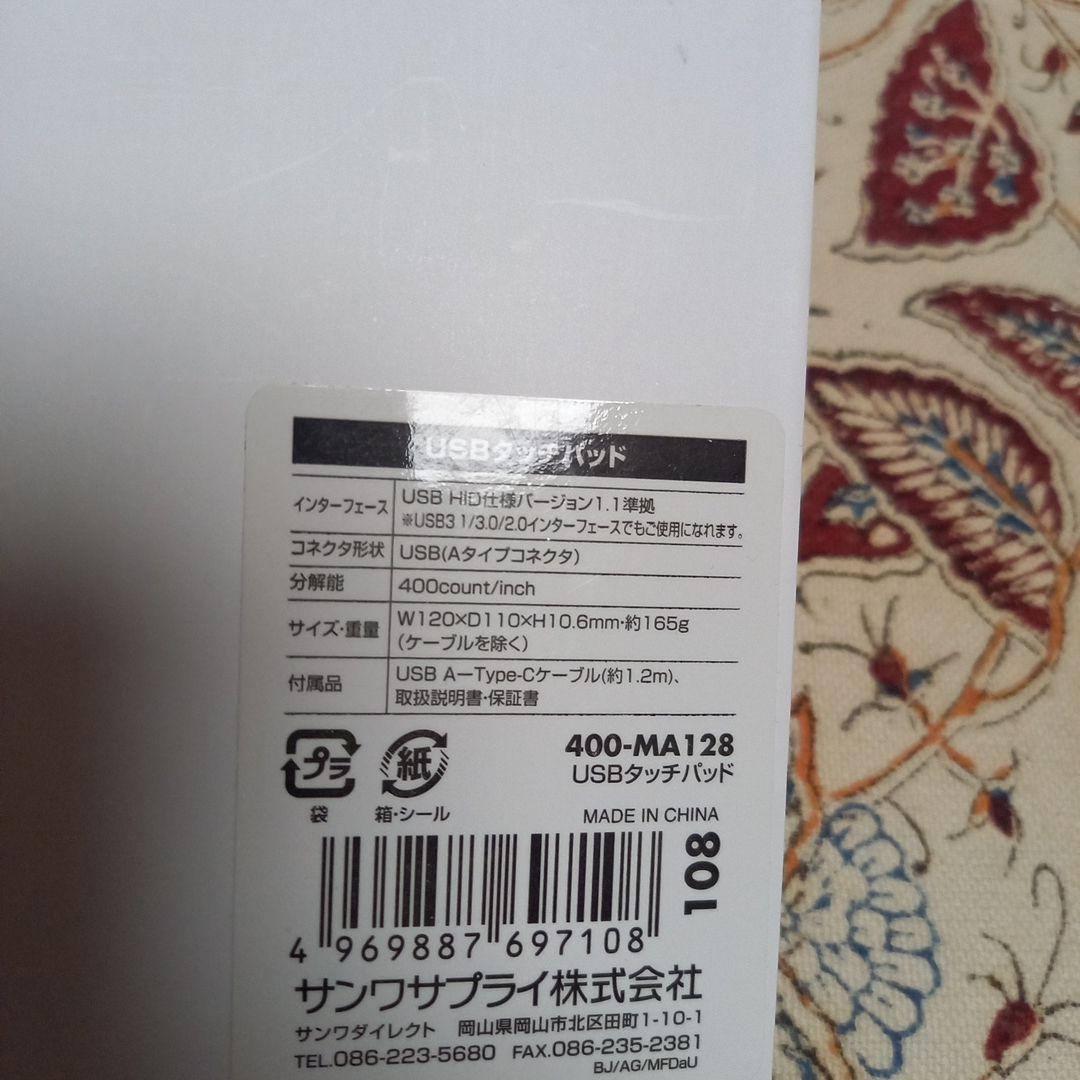 USBタッチパッド
インターフェース USB HID仕様バージョン1.1準拠
※USB3 1/3.0/2.0インターフェースでもご使用になれます。
コネクタ形状 USB(Aタイプコネクタ)
分解能 400count/inch
サイズ・重量 W120×D110×H10.6mm・約165g
(ケーブルを除く)
付属品 USB A－Type-Cケーブル(約1.2m)、
取扱説明書・保証書
プラ 紙 400-MA128
USBタッチパッド
袋 箱・シール MADE IN CHINA
108
4 969887 697108
サンワサプライ株式会社
サンワダイレクト 岡山県岡山市北区田町1-10-1
TEL.086-223-5680 FAX.086-235-2381
BJ/AG/MFDaU